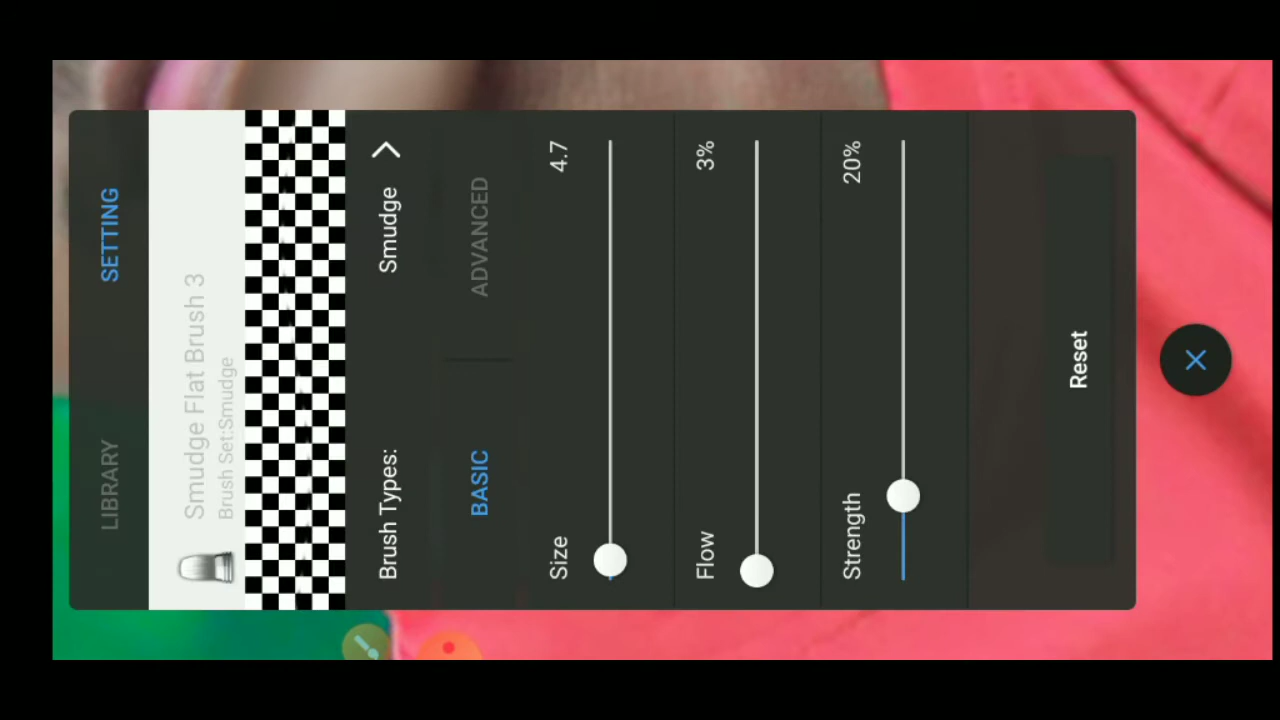 LIBRARY SETTING
Smudge Flat Brush 3
Brush Set:Smudge
Brush Types: Smudge
BASIC ADVANCED
Size 4.7
Flow 3%
Strength 20%
Reset